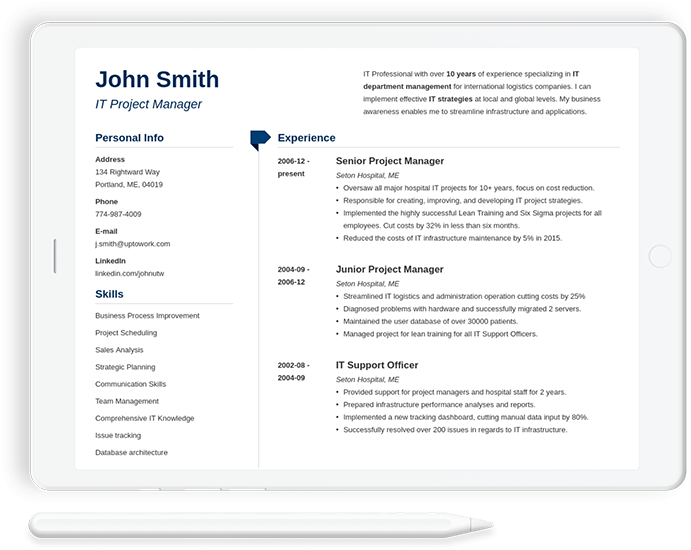 John Smith
IT Project Manager
IT Professional with over 10 years of experience specializing in IT
department management for international logistics companies. I can
implement effective IT strategies at local and global levels. My business
awareness enables me to streamline infrastructure and applications.
Personal Info
Address
134 Rightward Way
Portland, ME, 04019
Phone
774-987-4009
E-mail
j.smith@uptowork.com
LinkedIn
linkedin.com/johnutw
Skills
Business Process Improvement
Project Scheduling
Sales Analysis
Strategic Planning
Communication Skills
Team Management
Comprehensive IT Knowledge
Issue tracking
Database architecture
Experience
2006-12 -
present
Senior Project Manager
Seton Hospital, ME
• Oversaw all major hospital IT projects for 10+ years, focus on cost reduction.
• Responsible for creating, improving, and developing IT project strategies.
• Implemented the highly successful Lean Training and Six Sigma projects for all
employees. Cut costs by 32% in less than six months.
• Reduced the costs of IT infrastructure maintenance by 5% in 2015.
2004-09 -
2006-12
Junior Project Manager
Seton Hospital, ME
• Streamlined IT logistics and administration operation cutting costs by 25%
• Diagnosed problems with hardware and successfully migrated 2 servers.
• Maintained the user database of over 30000 patients.
• Managed project for lean training for all IT Support Officers.
2002-08 -
2004-09
IT Support Officer
Seton Hospital, ME
• Provided support for project managers and hospital staff for 2 years.
• Prepared infrastructure performance analyses and reports.
• Implemented a new tracking dashboard, cutting manual data input by 80%.
• Successfully resolved over 200 issues in regards to IT infrastructure.